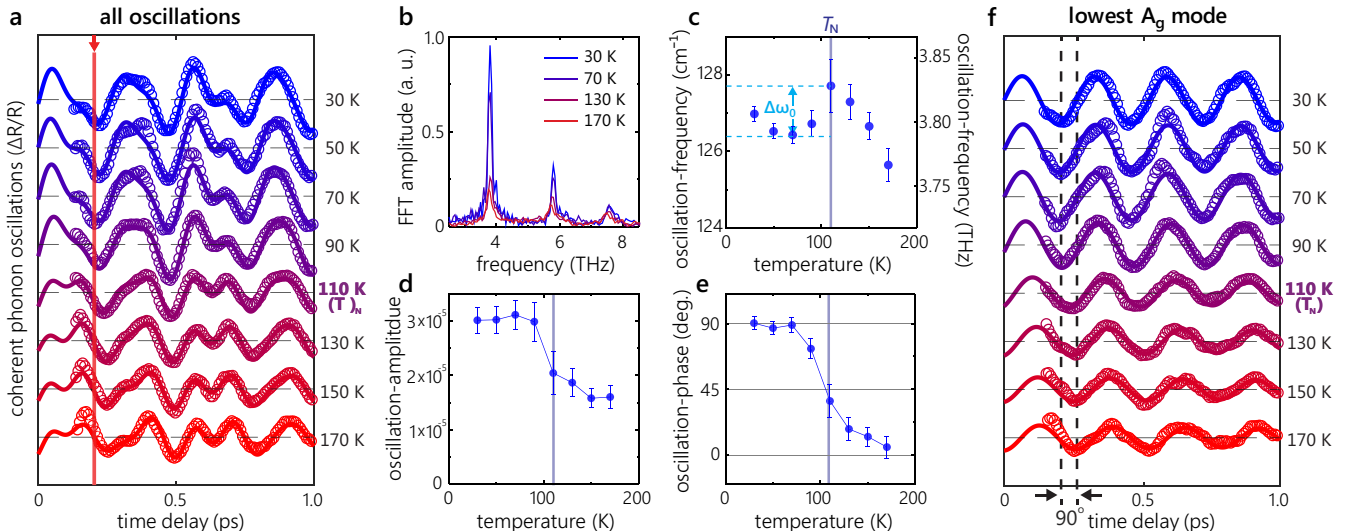 a
all oscillations
coherent phonon oscillations (ΔR/R)
30 K
50 K
70 K
90 K
110 K
(T )N
130 K
150 K
170 K
0
0.5
1.0
time delay (ps)
b
FFT amplitude (a. u.)
1.0
0.5
0
30 K
70 K
130 K
170 K
4
6
8
frequency (THz)
c
TN
oscillation-frequency (cm⁻¹)
128
126
124
Δω0
3.85
3.80
3.75
oscillation-frequency (THz)
0
100
200
temperature (K)
d
oscillation-amplitdue
3×10⁵
2×10⁵
1×10⁵
0
0
100
200
temperature (K)
e
oscillation-phase (deg.)
90
45
0
0
100
200
temperature (K)
f
lowest Ag mode
30 K
50 K
70 K
90 K
110 K
(TN)
130 K
150 K
170 K
0
0.5
1.0
90°
time delay (ps)